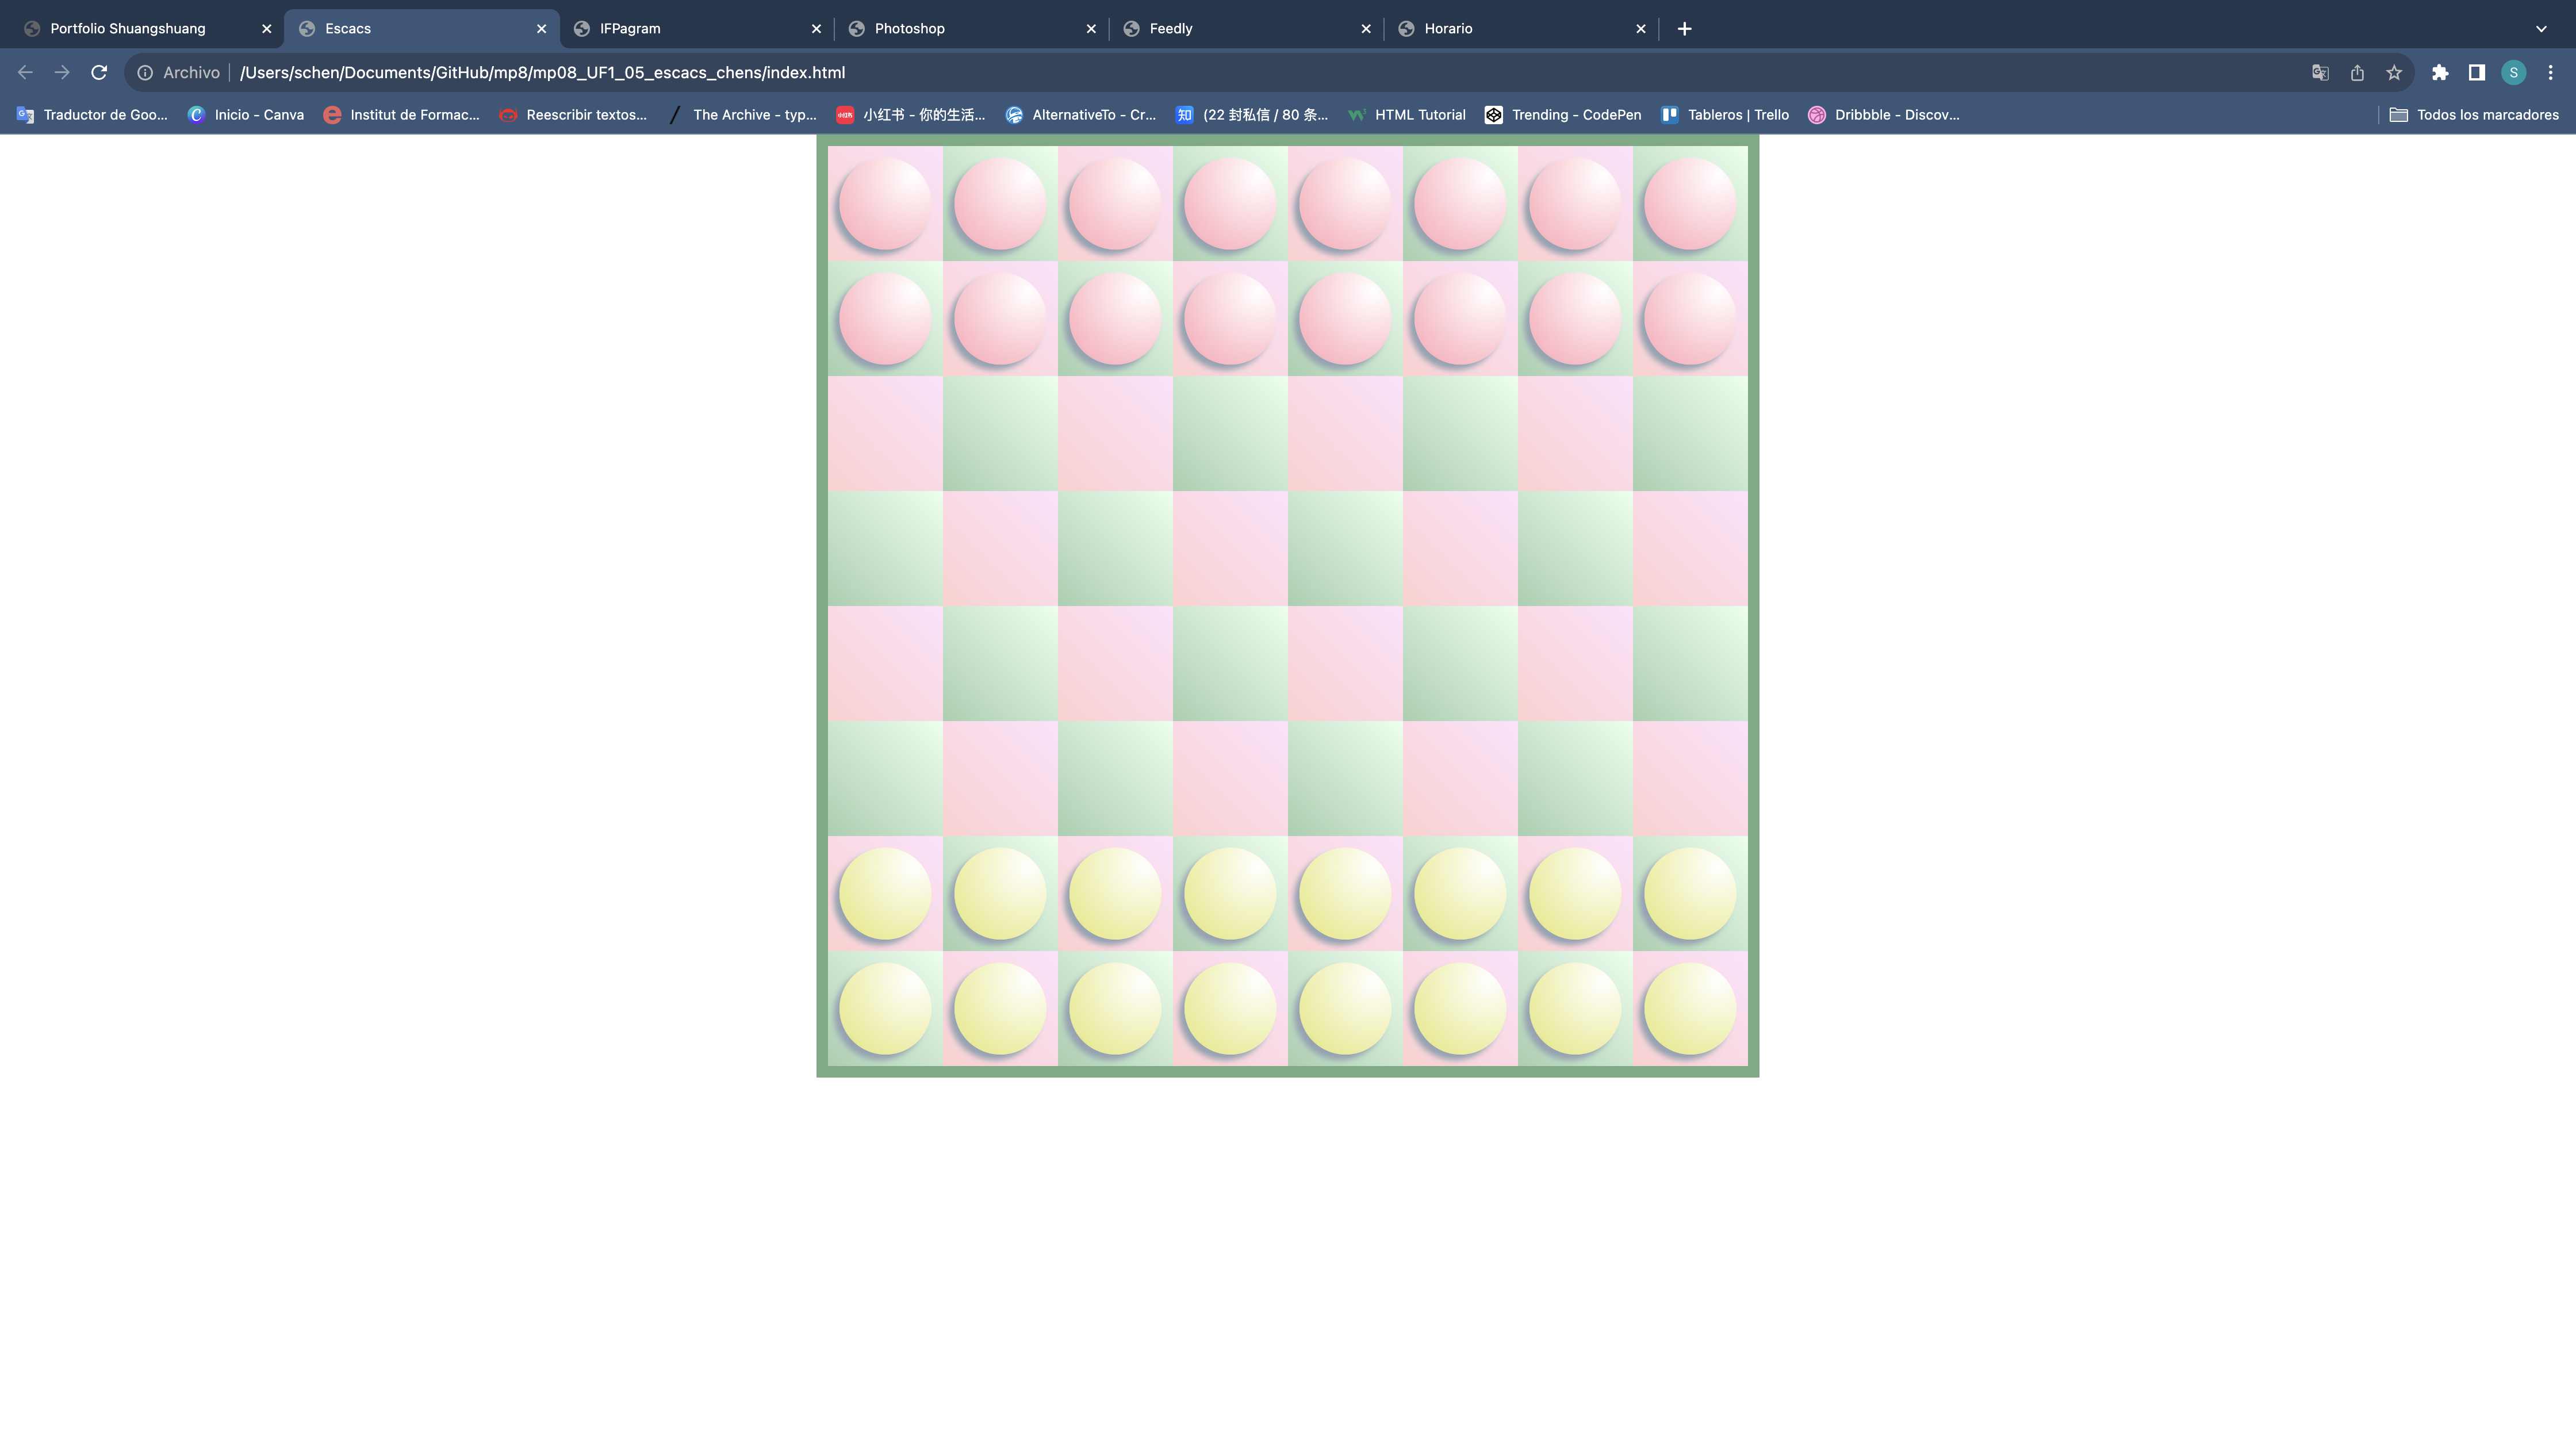 Portfolio Shuangshuang Escacs IFPagram Photoshop Feedly Horario
Archivo /Users/schen/Documents/GitHub/mp8/mp08_UF1_05_escacs_chens/index.html S
Traductor de Goo... Inicio - Canva Institut de Formac... Reescribir textos... The Archive - typ... 小红书 - 你的生活... AlternativeTo - Cr... 知 (22 封私信 / 80 条... HTML Tutorial Trending - CodePen Tableros | Trello Dribbble - Discov... Todos los marcadores